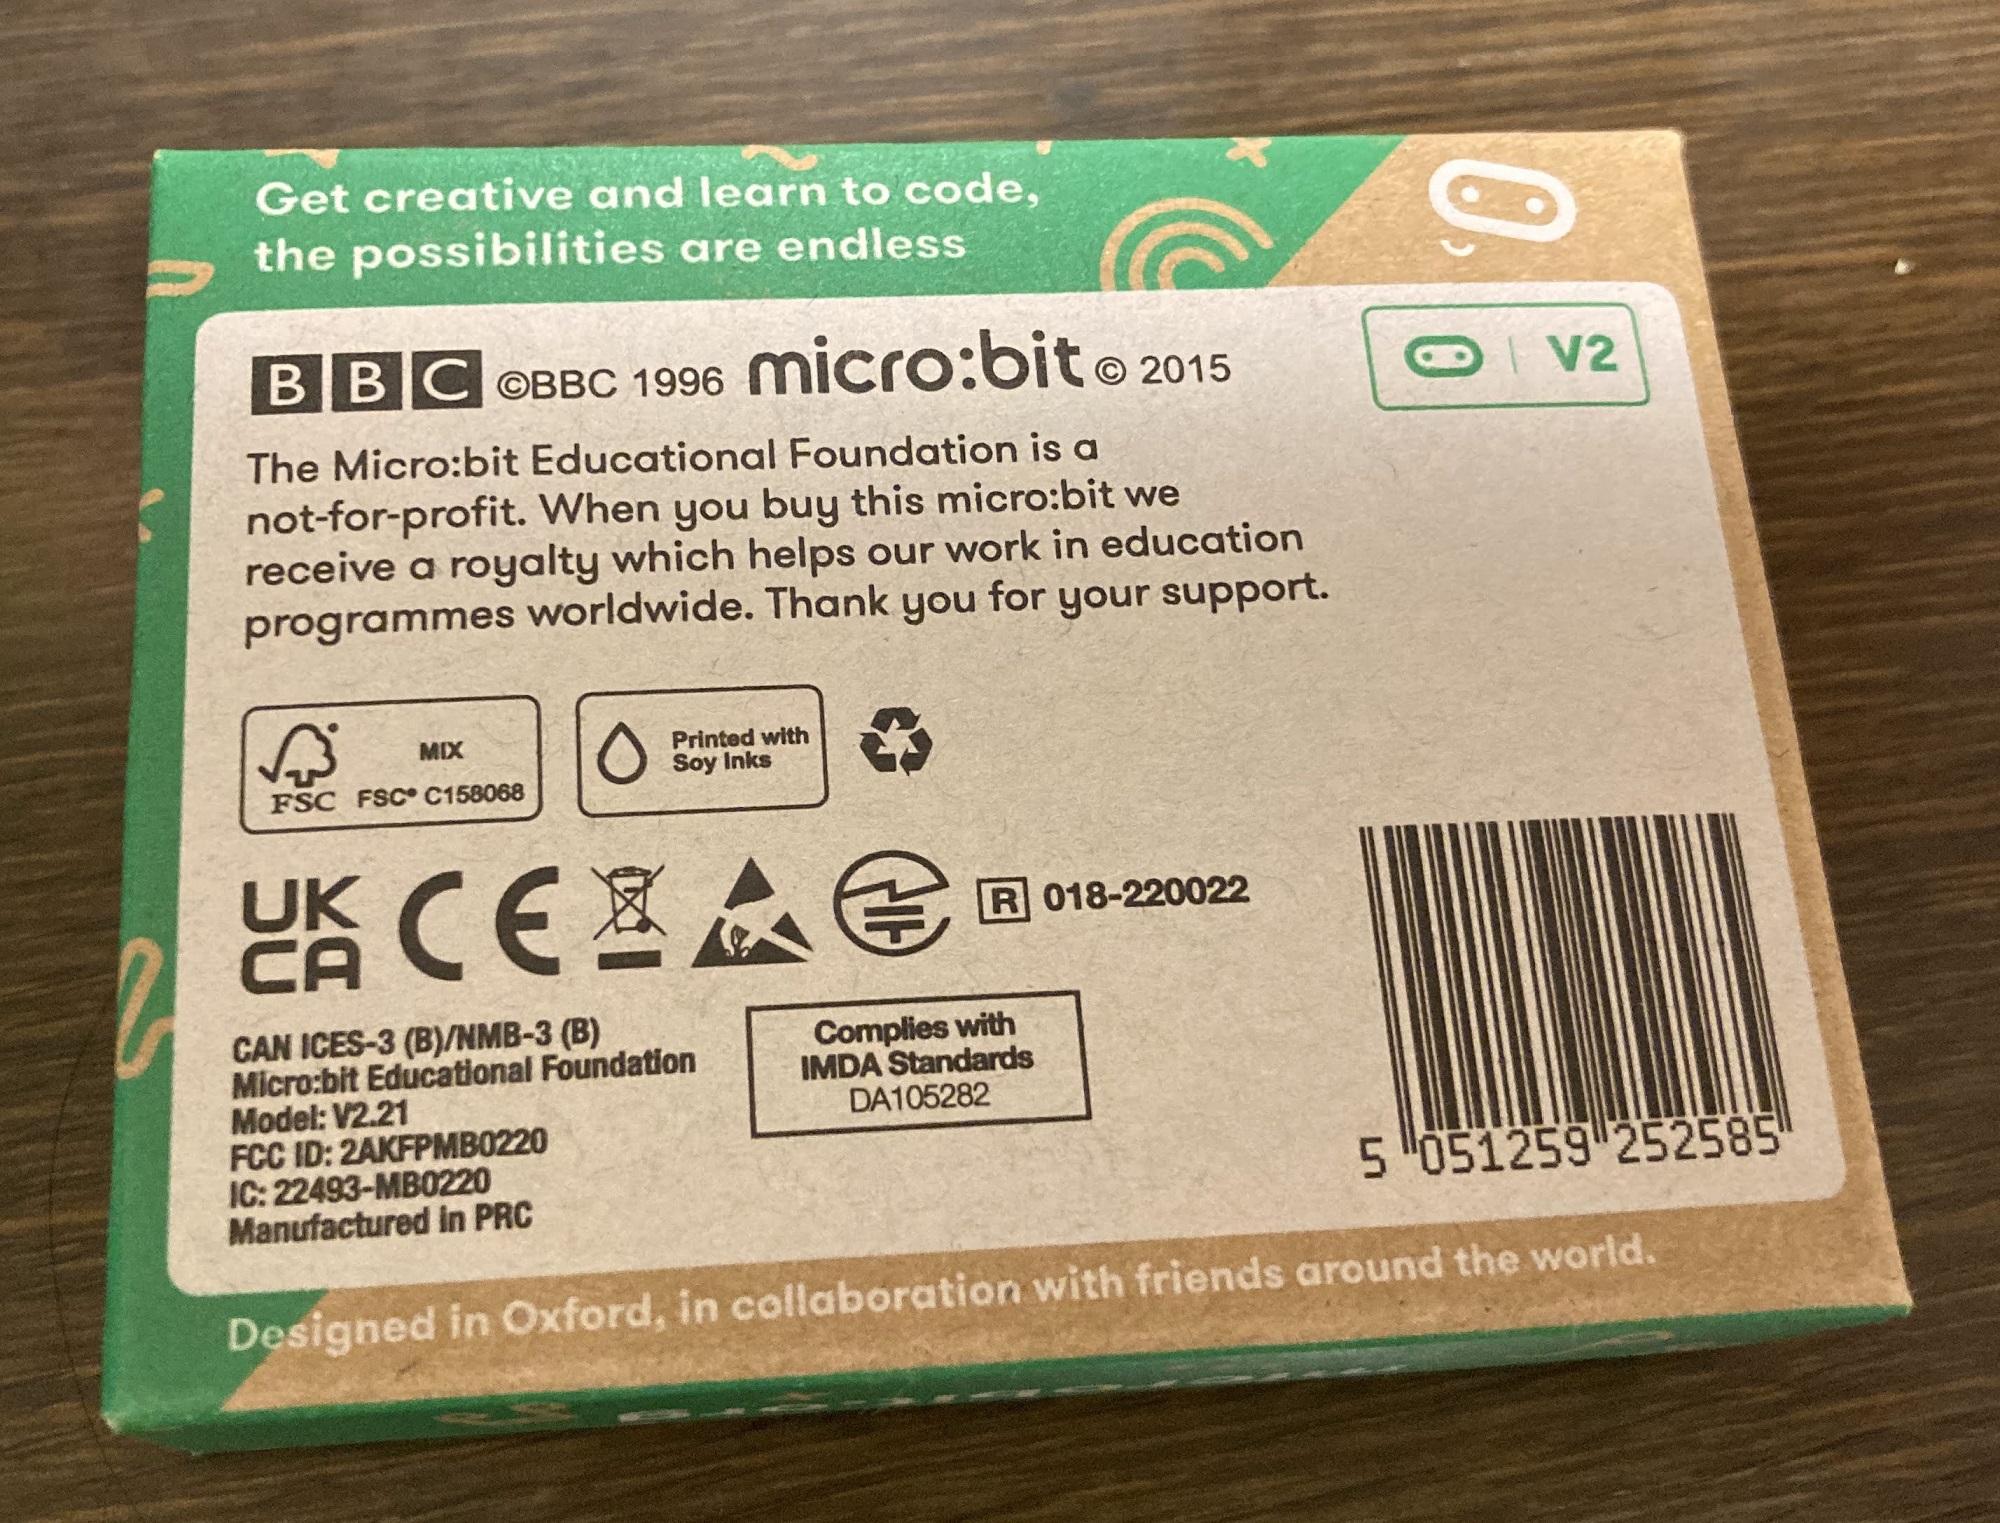 Get creative and learn to code,
the possibilities are endless
BBC ©BBC 1996 micro:bit © 2015
V2
The Micro:bit Educational Foundation is a
not-for-profit. When you buy this micro:bit we
receive a royalty which helps our work in education
programmes worldwide. Thank you for your support.
FSC
MIX
FSC® C158068
Printed with
Soy Inks
UK
CA
CE
R 018-220022
CAN ICES-3 (B)/NMB-3 (B)
Micro:bit Educational Foundation
Model: V2.21
FCC ID: 2AKFPMB0220
IC: 22493-MB0220
Manufactured in PRC
Complies with
IMDA Standards
DA105282
5 051259 252585
Designed in Oxford, in collaboration with friends around the world.